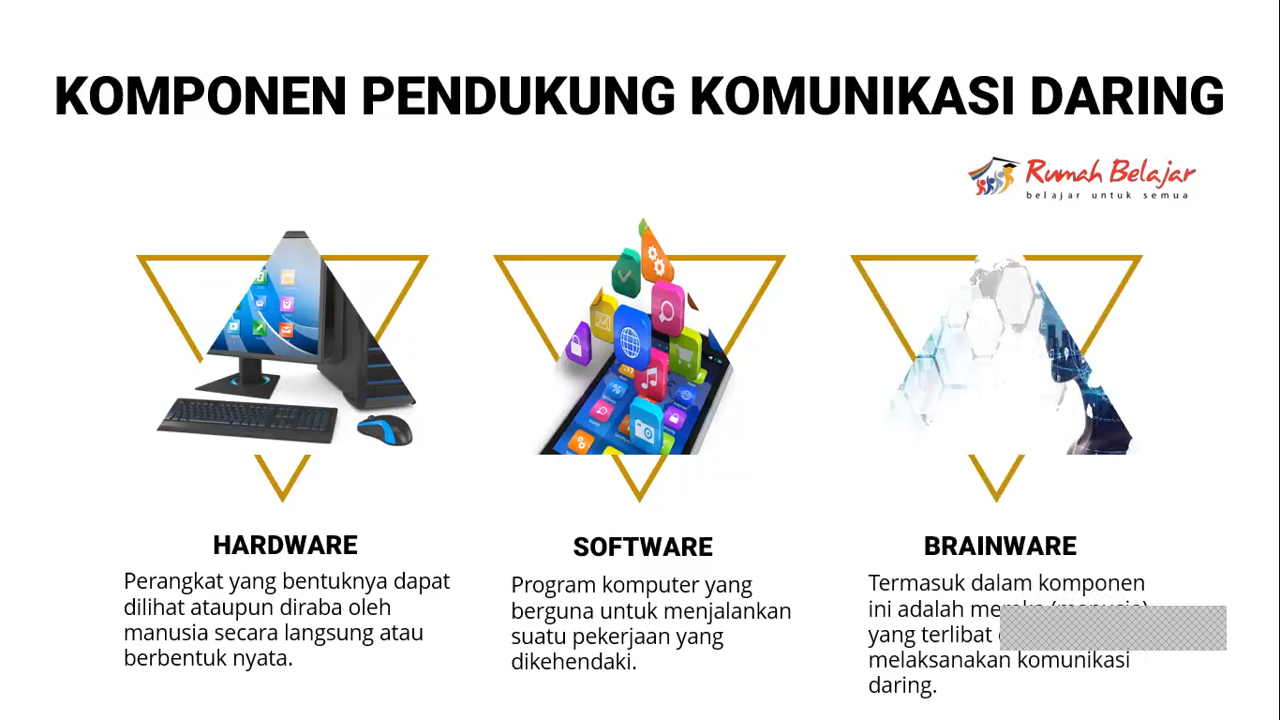 KOMPONEN PENDUKUNG KOMUNIKASI DARING
Rumah Belajar
belajar untuk semua
HARDWARE
Perangkat yang bentuknya dapat
dilihat ataupun diraba oleh
manusia secara langsung atau
berbentuk nyata.
SOFTWARE
Program komputer yang
berguna untuk menjalankan
suatu pekerjaan yang
dikehendaki.
BRAINWARE
Termasuk dalam komponen
ini adalah mereka (manusia)
yang terlibat
melaksanakan komunikasi
daring.